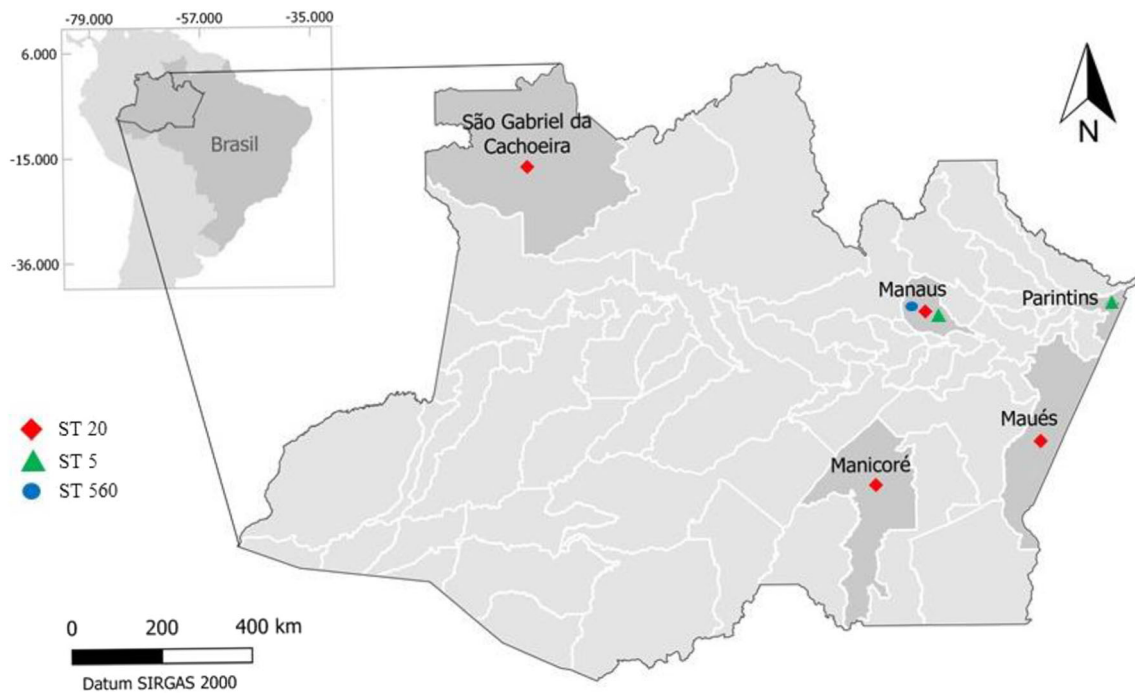 -79.000
-57.000
-35.000
6.000
-15.000
-36.000
Brasil
São Gabriel da
Cachoeira
N
Manaus
Parintins
Maués
Manicoré
ST 20
ST 5
ST 560
0 200 400 km
Datum SIRGAS 2000